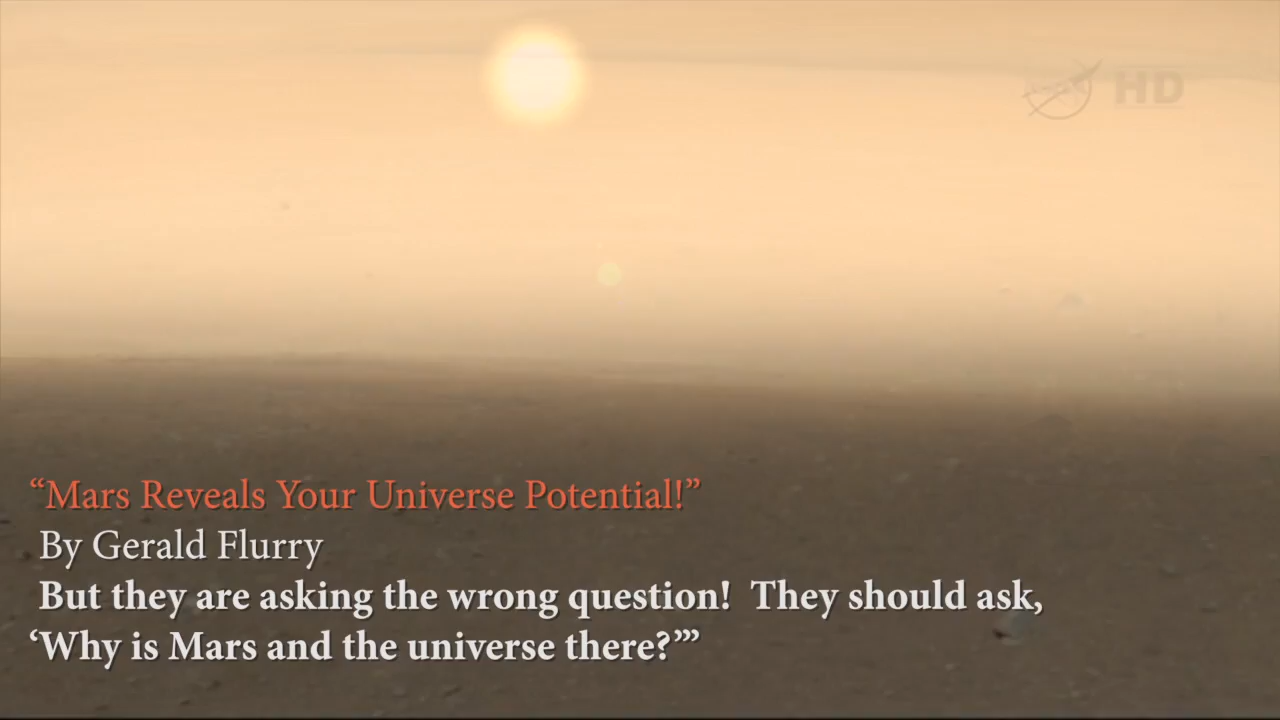 HD
“Mars Reveals Your Universe Potential!”
By Gerald Flurry
But they are asking the wrong question!  They should ask,
‘Why is Mars and the universe there?’”